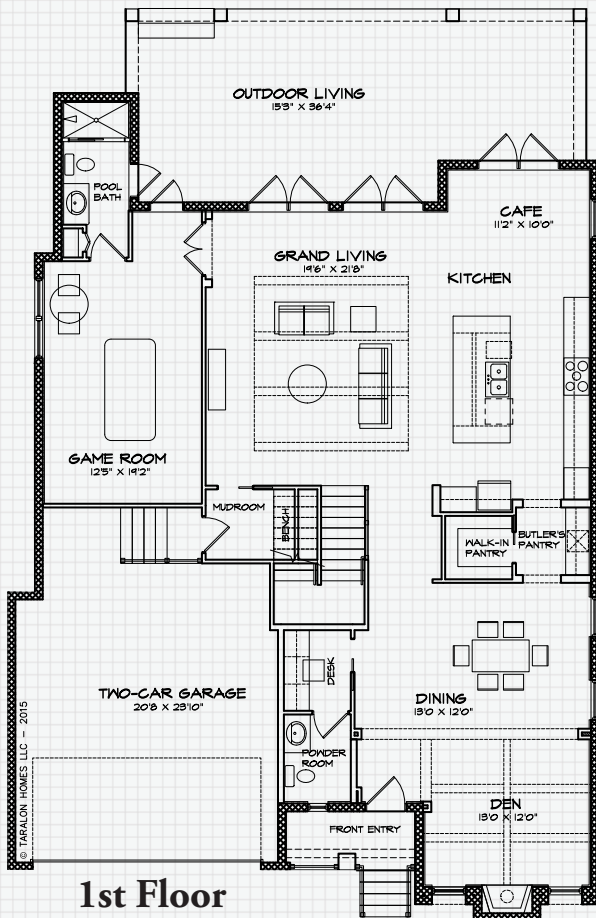 OUTDOOR LIVING
15'3" X 36'4"
POOL
BATH
CAFE
11'2" X 10'0"
GRAND LIVING
19'6" X 21'8"
KITCHEN
GAME ROOM
12'5" X 19'2"
MUDROOM
BENCH
WALK-IN
PANTRY
BUTLER'S
PANTRY
DESK
TWO-CAR GARAGE
20'8 X 23'10"
DINING
13'0 X 12'0"
POWDER
ROOM
DEN
13'0 X 12'0"
FRONT ENTRY
© TARALON HOMES LLC - 2015
1st Floor